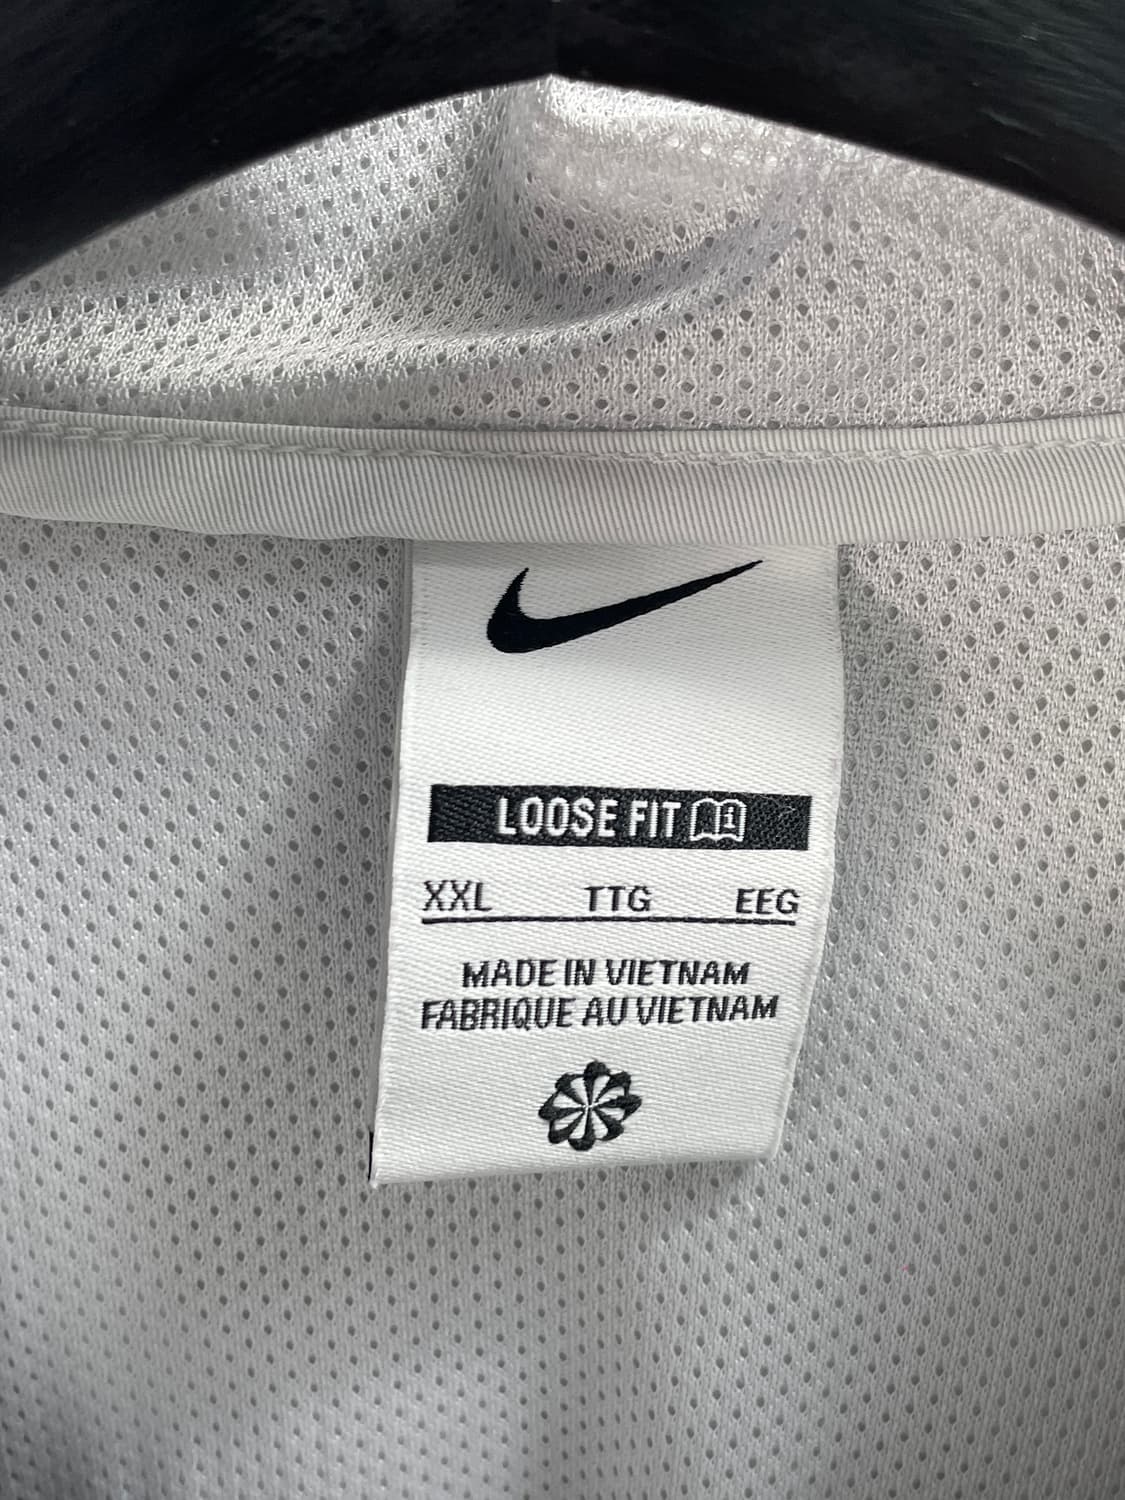 LOOSE FIT i
XXL TTG EEG
MADE IN VIETNAM
FABRIQUE AU VIETNAM